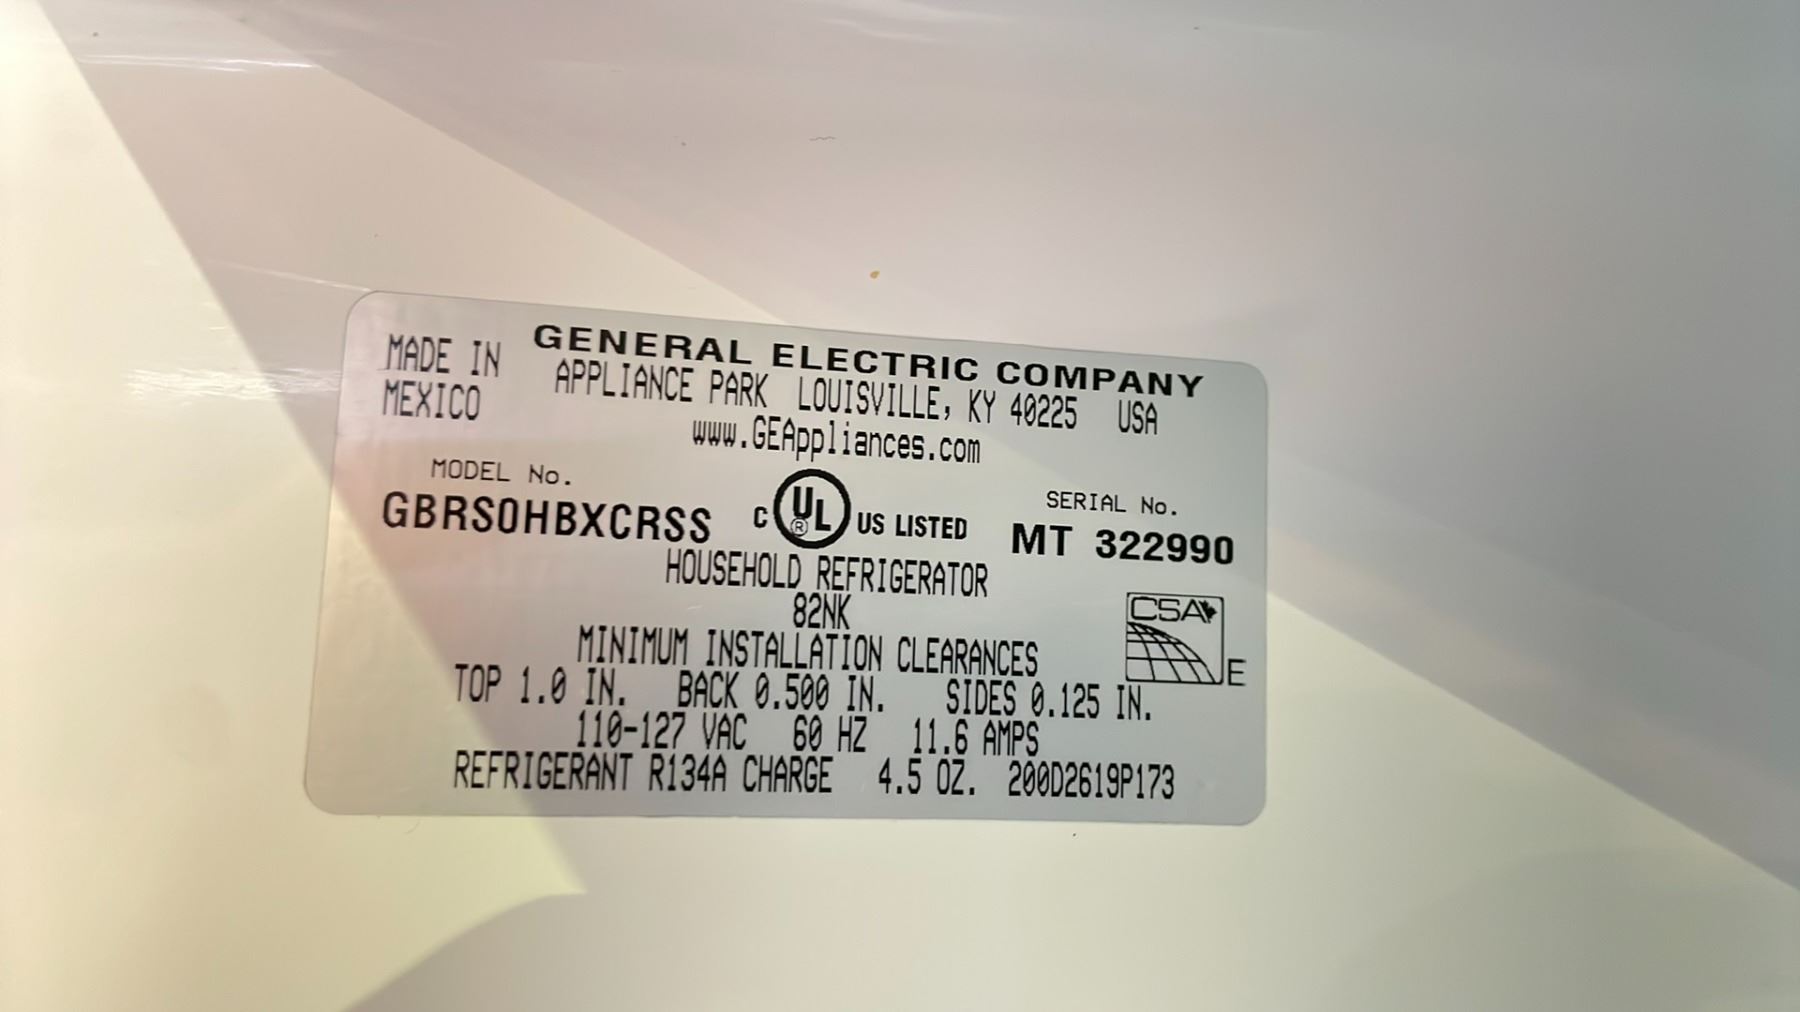 MADE IN GENERAL ELECTRIC COMPANY
MEXICO APPLIANCE PARK LOUISVILLE, KY 40225 USA
www.GEAppliances.com
MODEL No. SERIAL No.
GBRS0HBXCRSS C UL® US LISTED MT 322990
HOUSEHOLD REFRIGERATOR
82NK
CSA
MINIMUM INSTALLATION CLEARANCES
E
TOP 1.0 IN. BACK 0.500 IN. SIDES 0.125 IN.
110-127 VAC 60 HZ 11.6 AMPS
REFRIGERANT R134A CHARGE 4.5 OZ. 200D2619P173